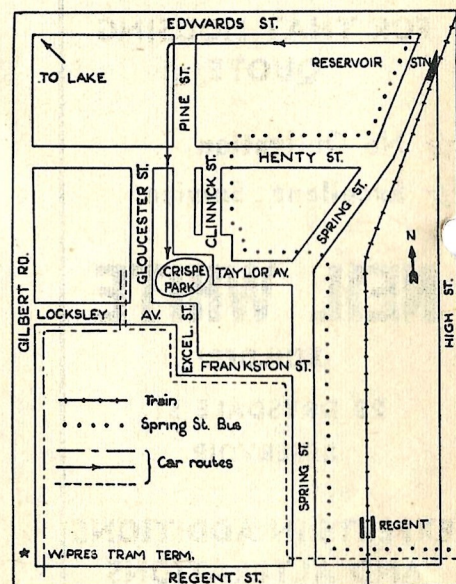 EDWARDS ST.
RESERVOIR
STN
TO LAKE
PINE ST.
HENTY ST.
GLOUCESTER ST.
CLINNICK ST.
SPRING ST.
N
GILBERT RD.
CRISPE
PARK
TAYLOR AV.
HIGH ST.
LOCKSLEY AV.
EXCEL. ST.
FRANKSTON ST.
Train
Spring St. Bus
Car routes
SPRING ST.
REGENT
W.PRES TRAM TERM.
REGENT ST.